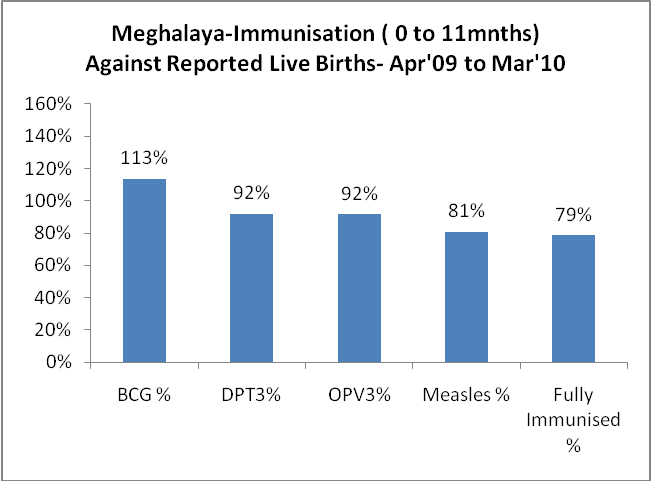 Meghalaya-Immunisation ( 0 to 11mnths)
Against Reported Live Births- Apr'09 to Mar'10
160%
140%
120%
100%
80%
60%
40%
20%
0%
113%
92%
92%
81%
79%
BCG %
DPT3%
OPV3%
Measles %
Fully
Immunised
%